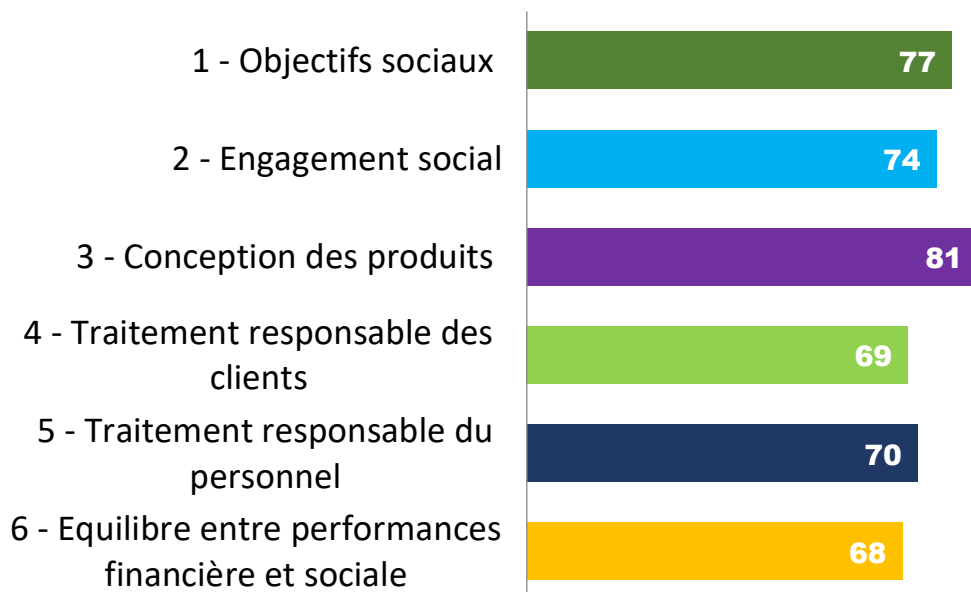 1 - Objectifs sociaux
77
2 - Engagement social
74
3 - Conception des produits
81
4 - Traitement responsable des
clients
69
5 - Traitement responsable du
personnel
70
6 - Equilibre entre performances
financière et sociale
68